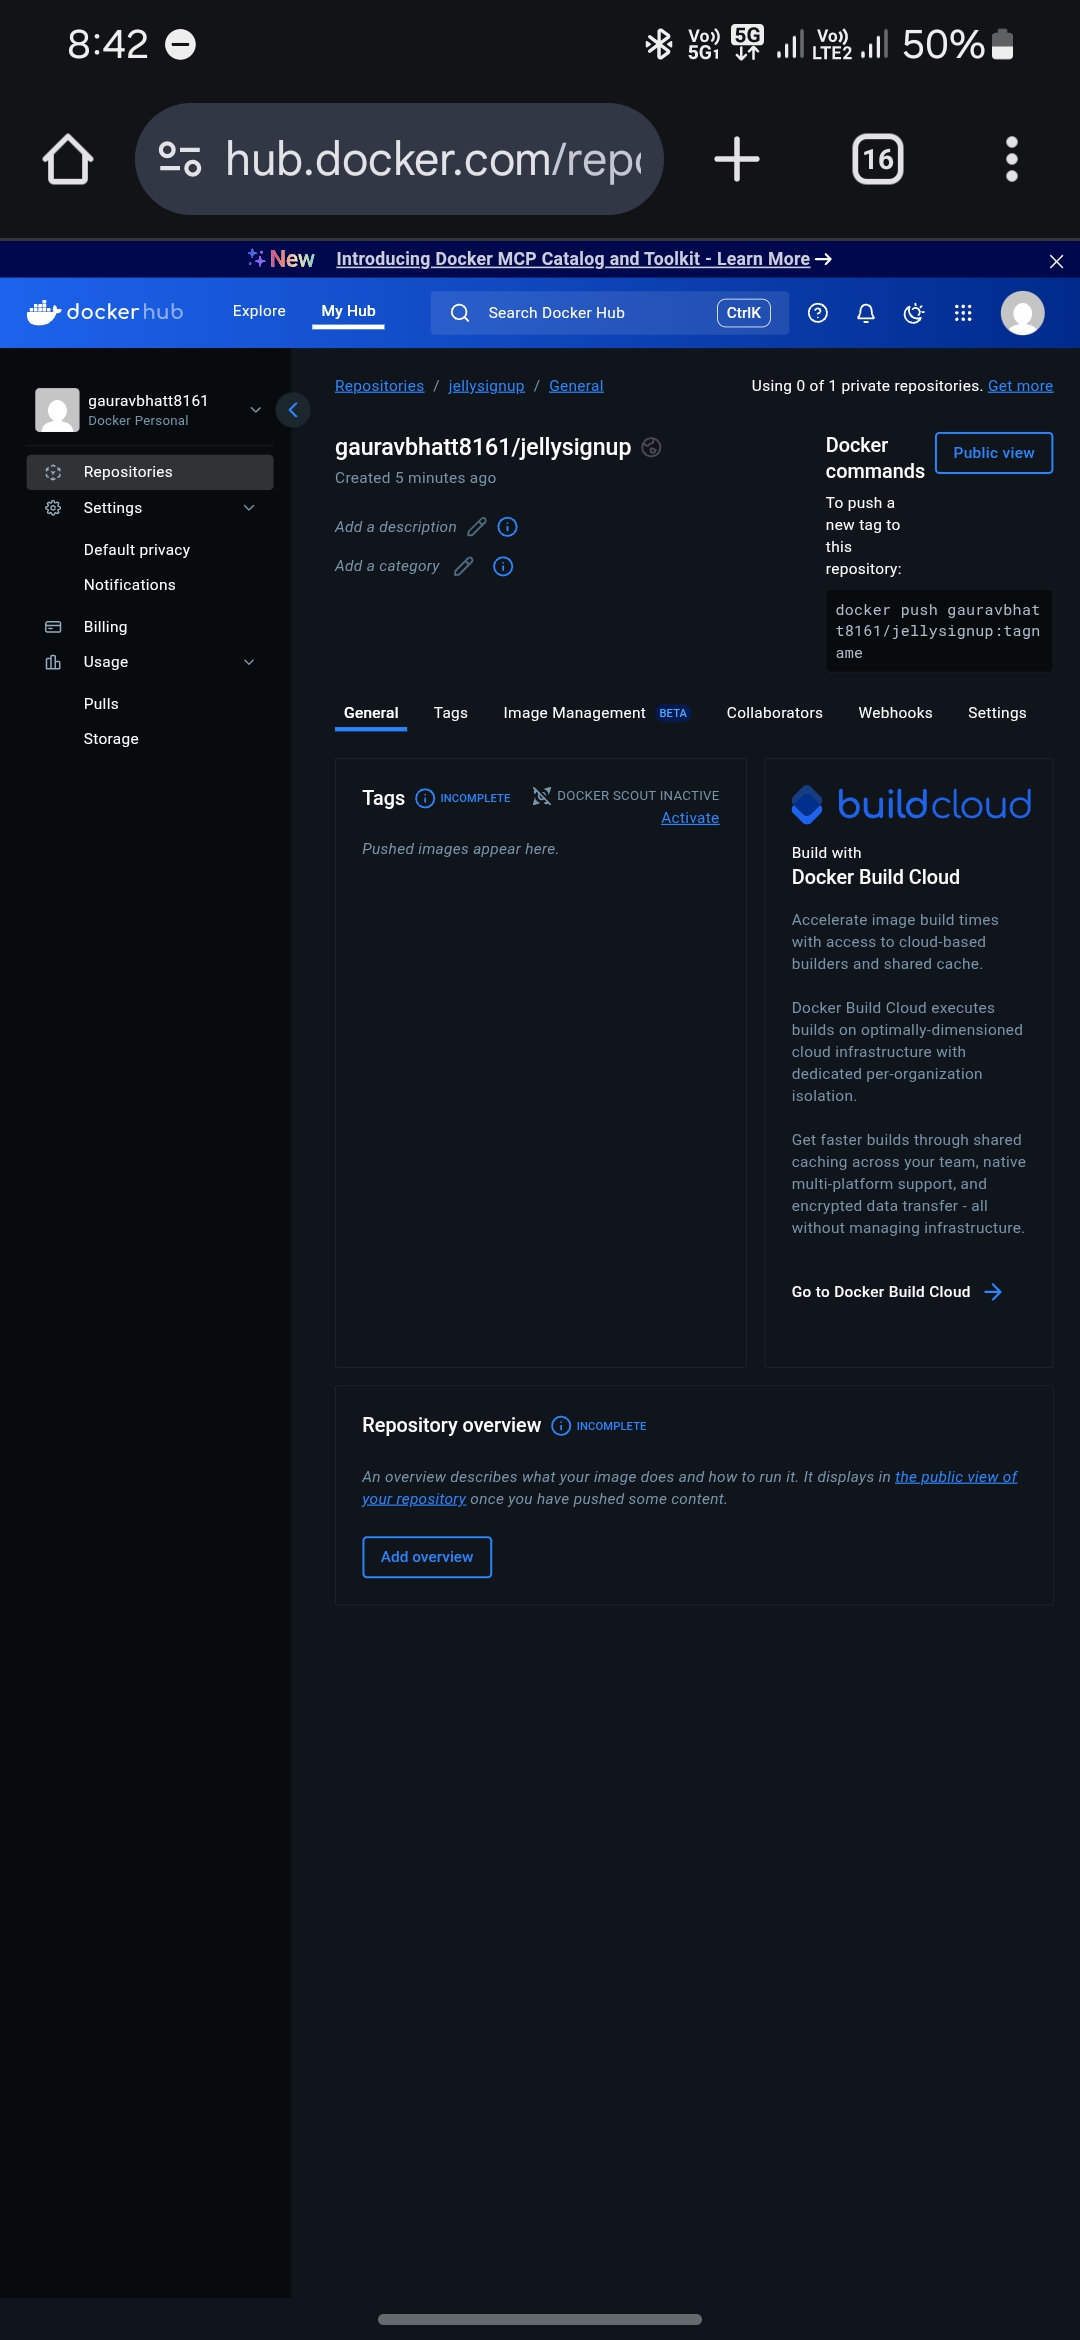 8:42
Vo)) 5G1 5G Vo)) LTE2 50%
hub.docker.com/repo
16
New Introducing Docker MCP Catalog and Toolkit - Learn More →
dockerhub Explore My Hub Search Docker Hub CtrlK
gauravbhatt8161
Docker Personal
Repositories
Settings
Default privacy
Notifications
Billing
Usage
Pulls
Storage
Repositories / jellysignup / General
Using 0 of 1 private repositories. Get more
gauravbhatt8161/jellysignup
Created 5 minutes ago
Add a description
Add a category
Docker
commands
Public view
To push a
new tag to
this
repository:
docker push gauravbhat
t8161/jellysignup:tagn
ame
General Tags Image Management BETA Collaborators Webhooks Settings
Tags INCOMPLETE DOCKER SCOUT INACTIVE
Activate
Pushed images appear here.
buildcloud
Build with
Docker Build Cloud
Accelerate image build times
with access to cloud-based
builders and shared cache.
Docker Build Cloud executes
builds on optimally-dimensioned
cloud infrastructure with
dedicated per-organization
isolation.
Get faster builds through shared
caching across your team, native
multi-platform support, and
encrypted data transfer - all
without managing infrastructure.
Go to Docker Build Cloud →
Repository overview INCOMPLETE
An overview describes what your image does and how to run it. It displays in the public view of
your repository once you have pushed some content.
Add overview